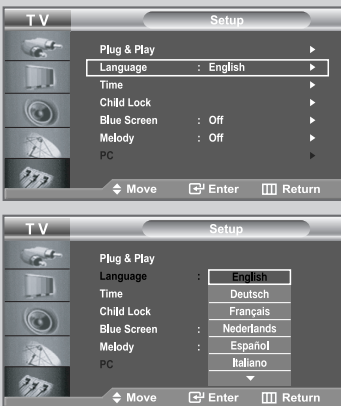 TV Setup
Plug & Play
Language : English
Time
Child Lock
Blue Screen : Off
Melody : Off
PC
Move Enter Return
TV Setup
Plug & Play
Language : English
Time Deutsch
Child Lock Français
Blue Screen : Nederlands
Melody : Español
PC Italiano
Move Enter Return